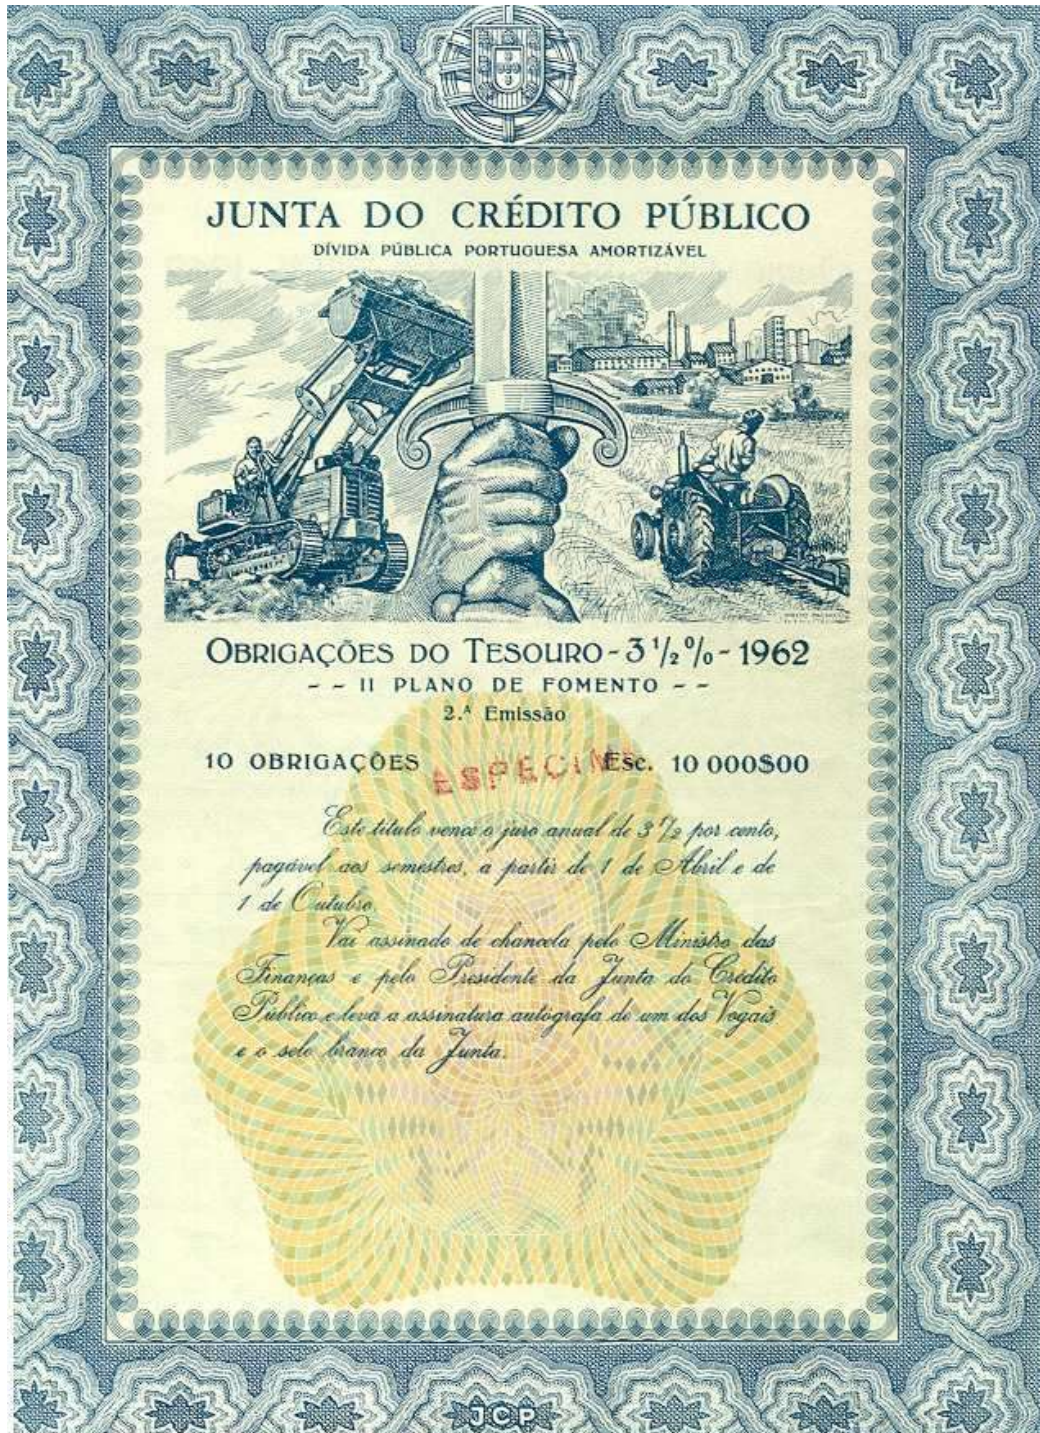 JUNTA DO CRÉDITO PÚBLICO
DÍVIDA PÚBLICA PORTUGUESA AMORTIZÁVEL
OBRIGAÇÕES DO TESOURO - 3 1/2 % - 1962
- - II PLANO DE FOMENTO - -
2.ª Emissão
10 OBRIGAÇÕES ESPECIM Esc. 10 000$00
Este título vence o juro anual de 3 1/2 por cento,
pagável aos semestres, a partir de 1 de Abril e de
1 de Outubro.
Vai assinado de chancela pelo Ministro das
Finanças e pelo Presidente da Junta do Crédito
Público e leva a assinatura autógrafa de um dos Vogais
e o selo branco da Junta.
JCP